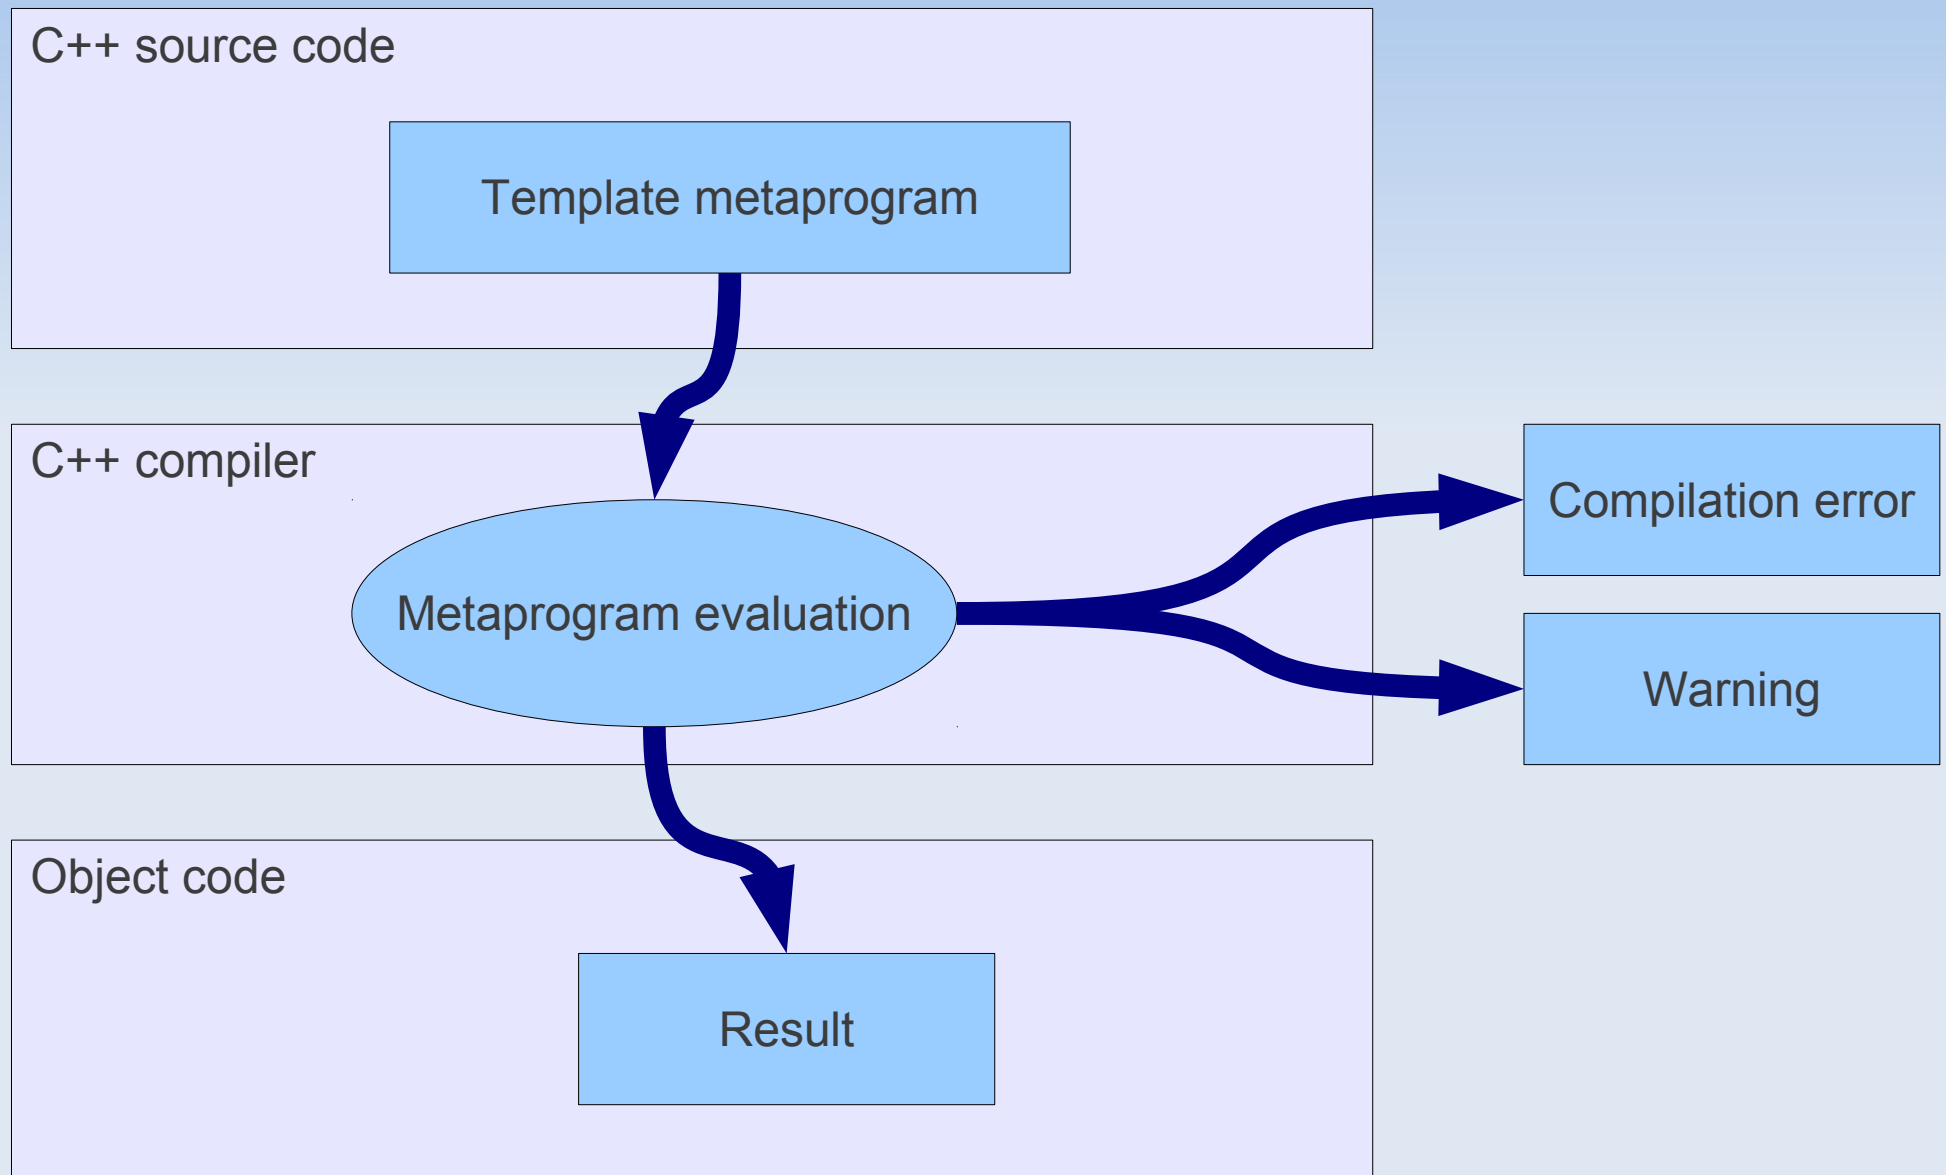 C++ source code
Template metaprogram
C++ compiler
Metaprogram evaluation
Compilation error
Warning
Object code
Result